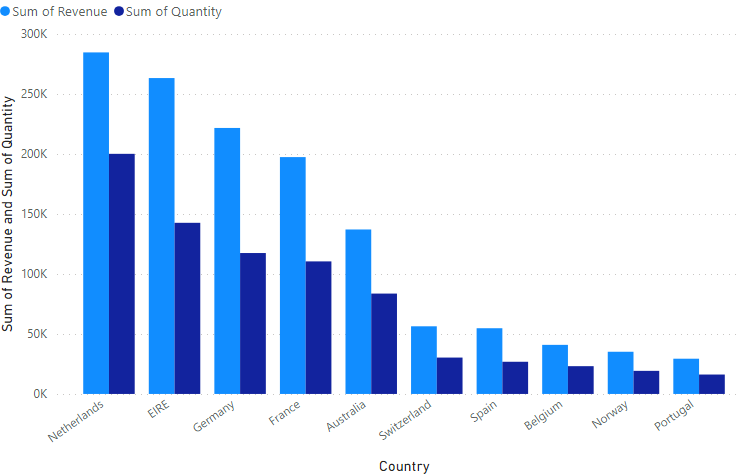 Sum of Revenue Sum of Quantity
300K
250K
200K
150K
100K
50K
0K
Sum of Revenue and Sum of Quantity
Netherlands
EIRE
Germany
France
Australia
Switzerland
Spain
Belgium
Norway
Portugal
Country